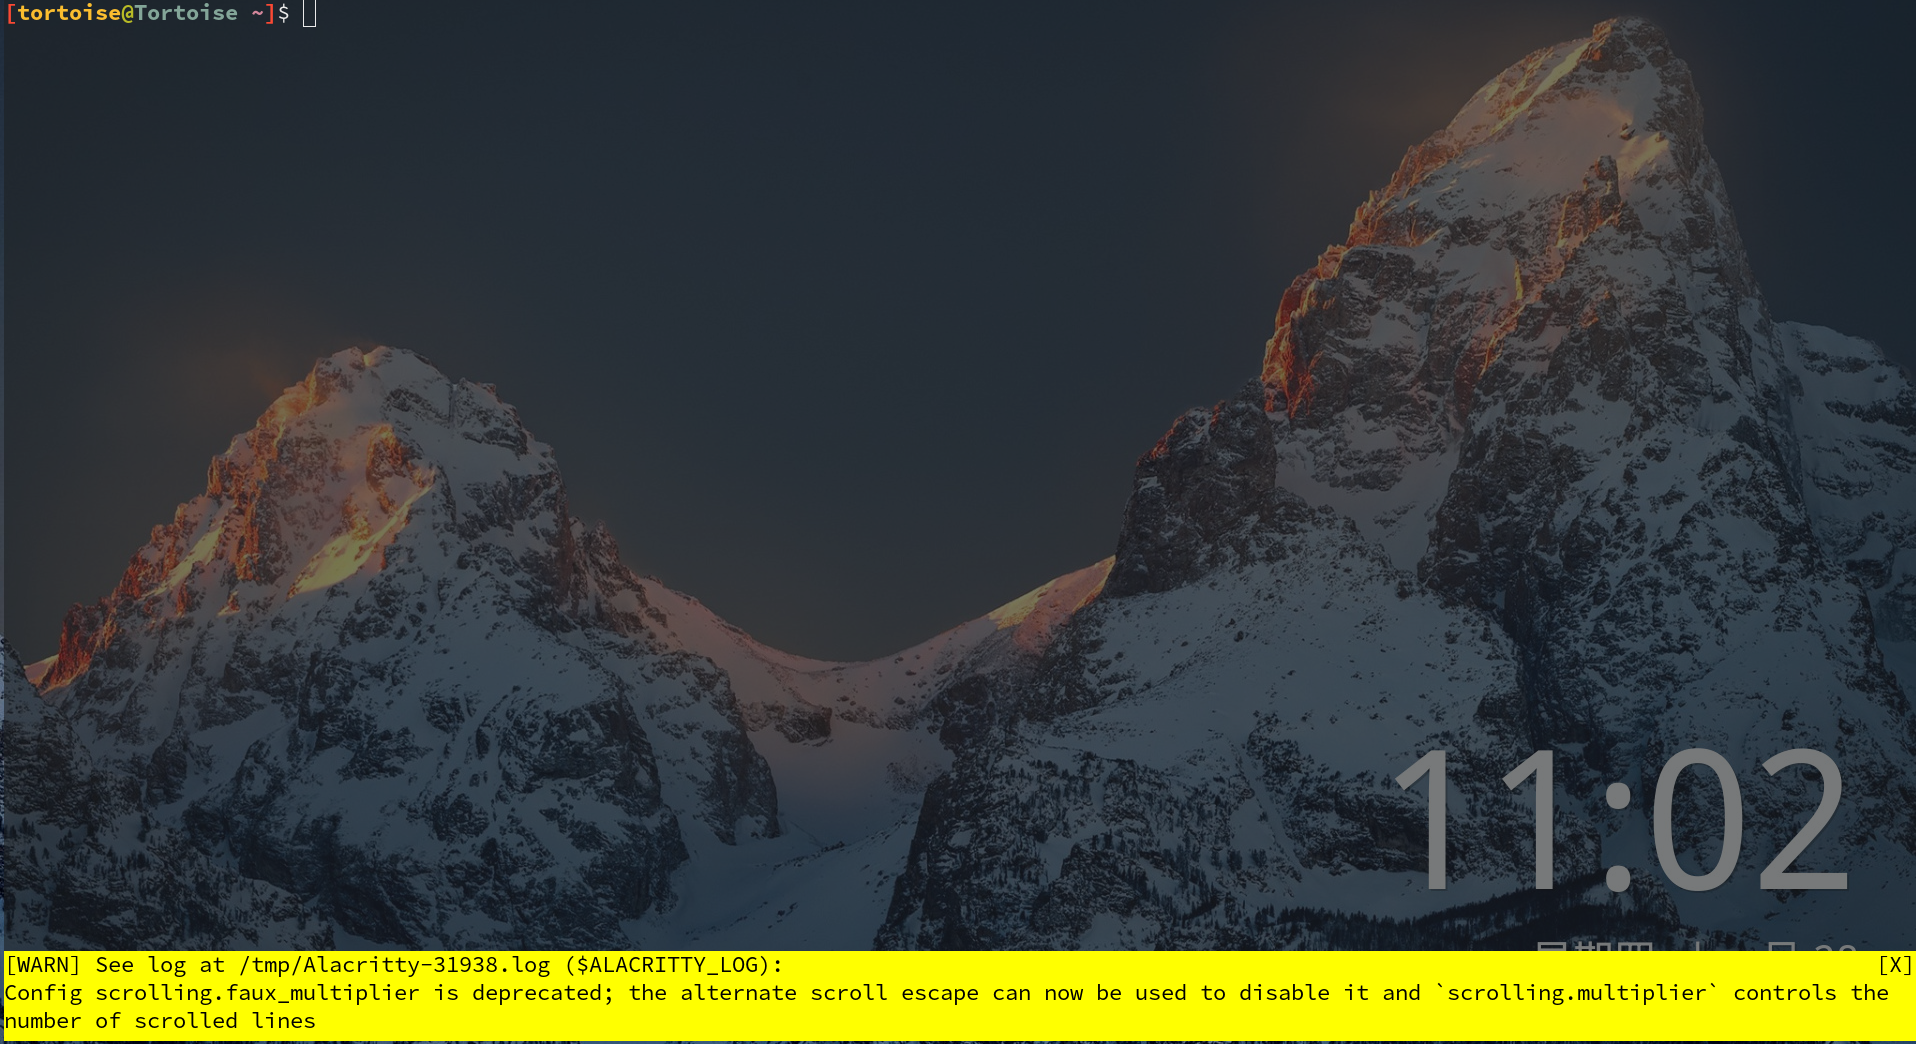 [tortoise@Tortoise ~]$
11:02
[WARN] See log at /tmp/Alacritty-31938.log ($ALACRITTY_LOG): [X]
Config scrolling.faux_multiplier is deprecated; the alternate scroll escape can now be used to disable it and `scrolling.multiplier` controls the
number of scrolled lines